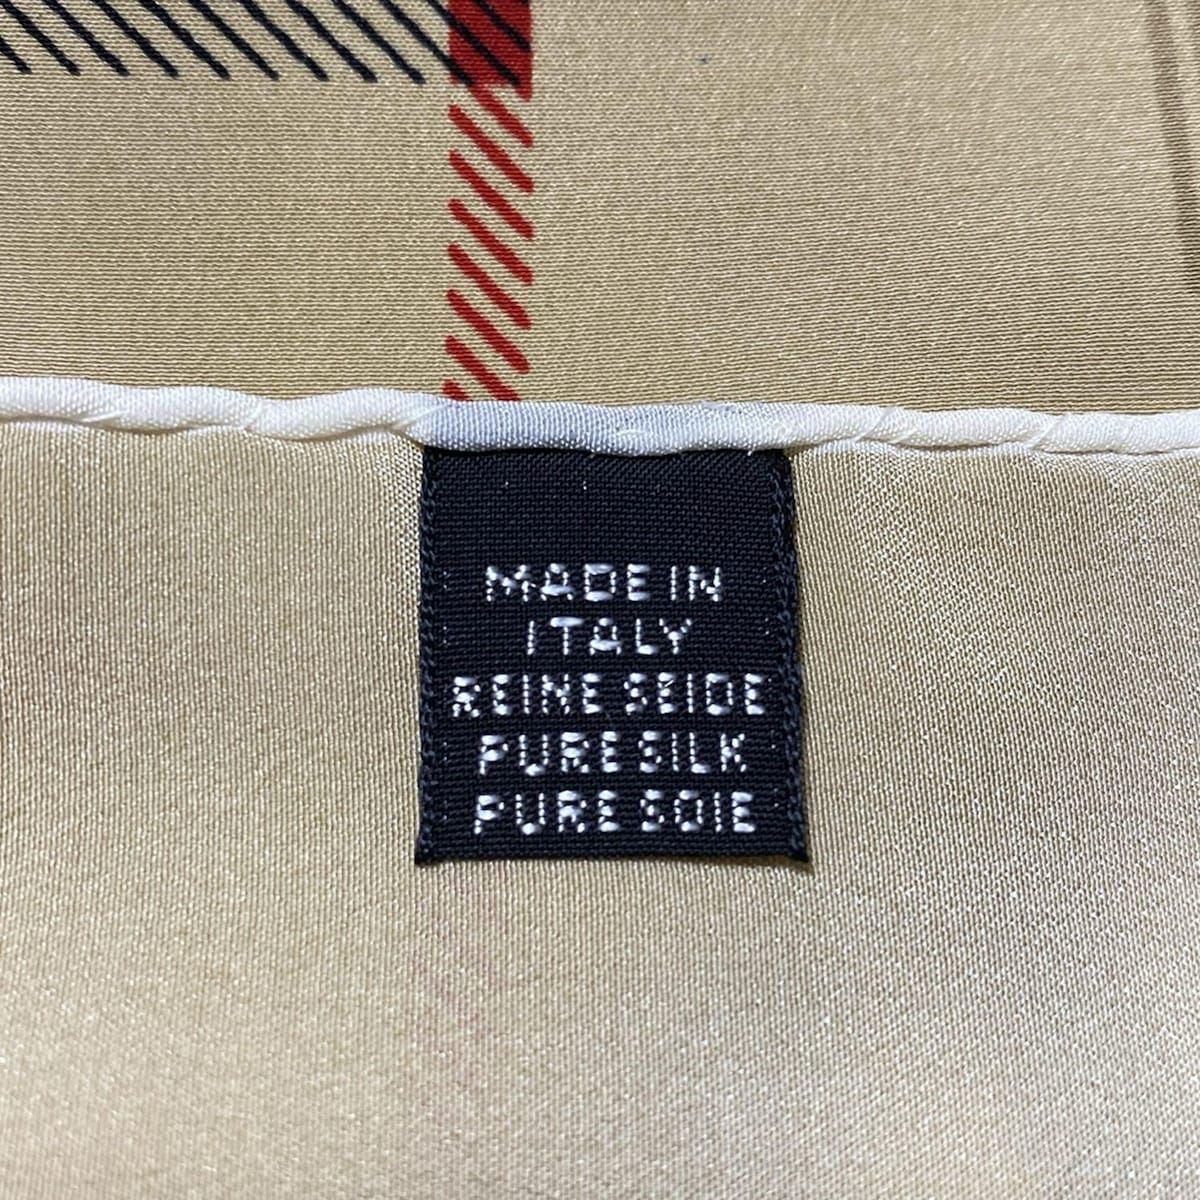 MADE IN
ITALY
REINE SEIDE
PURE SILK
PURE SOIE